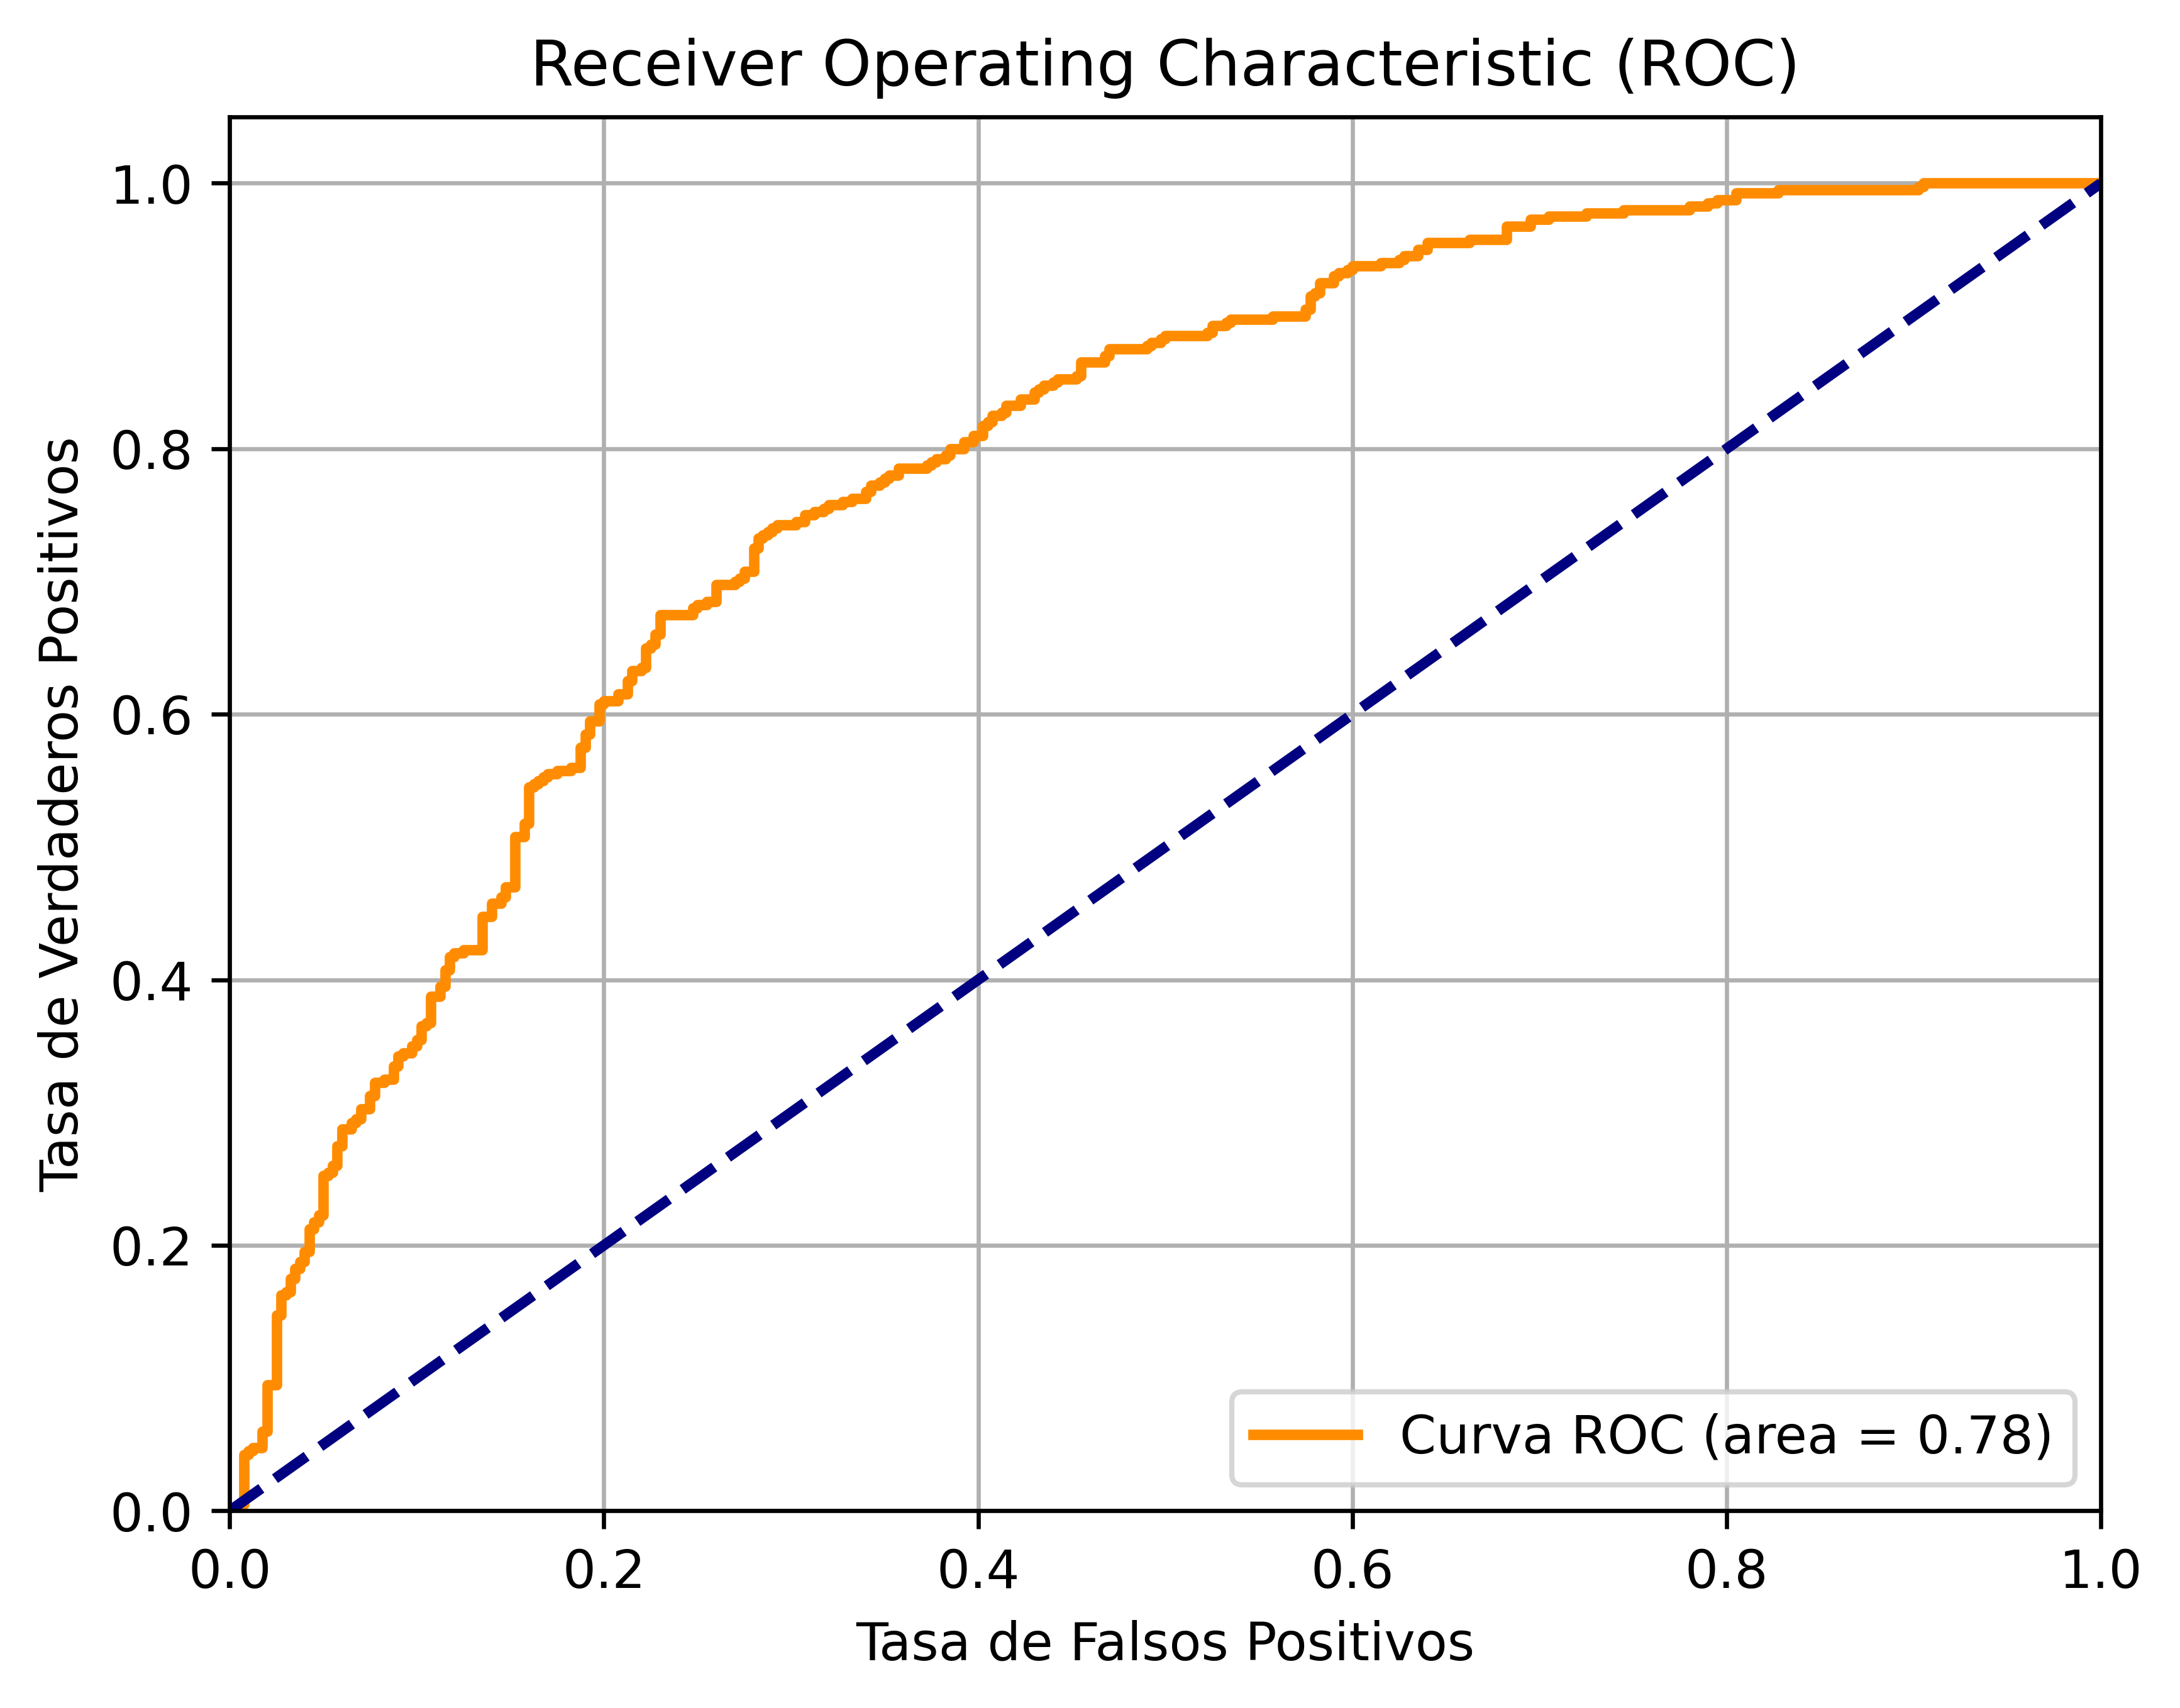 Receiver Operating Characteristic (ROC)
Tasa de Verdaderos Positivos
1.0
0.8
0.6
0.4
0.2
0.0
Curva ROC (area = 0.78)
0.0 0.2 0.4 0.6 0.8 1.0
Tasa de Falsos Positivos